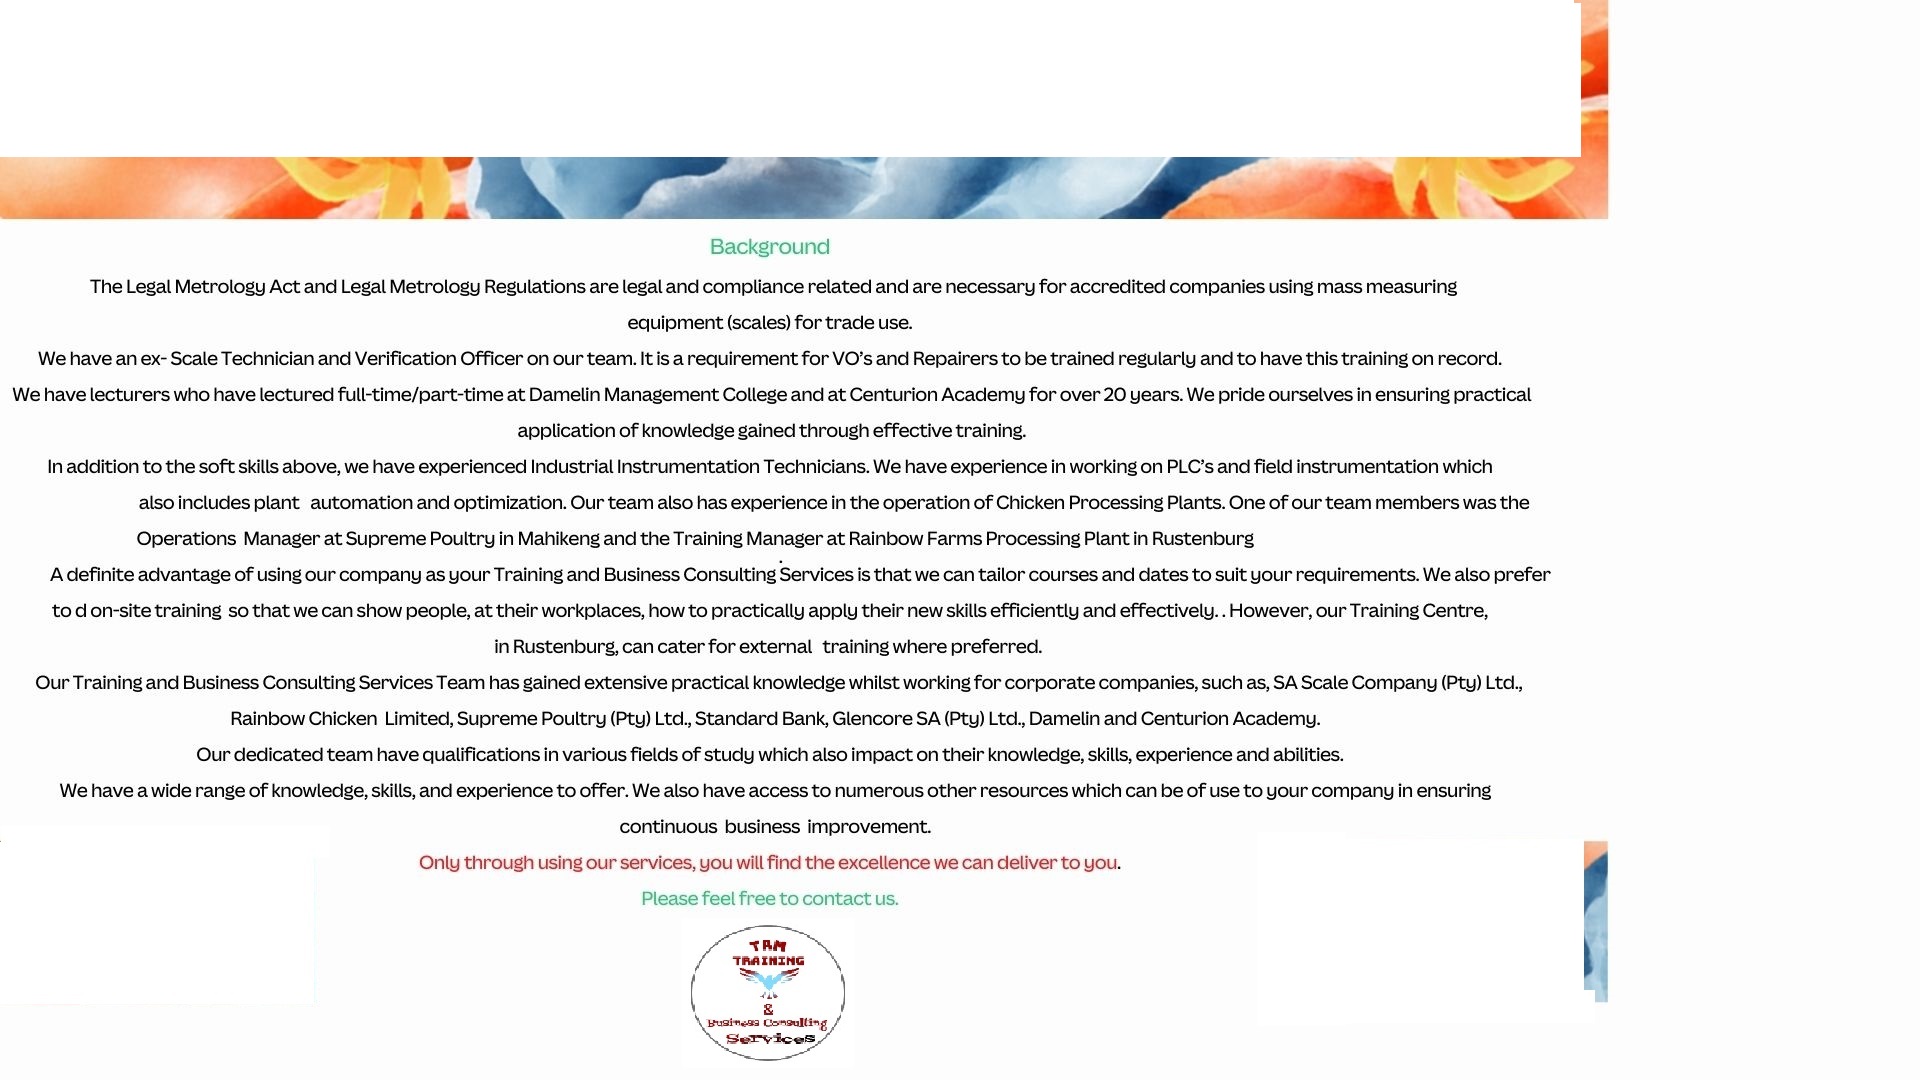 Background
The Legal Metrology Act and Legal Metrology Regulations are legal and compliance related and are necessary for accredited companies using mass measuring
equipment (scales) for trade use.
We have an ex- Scale Technician and Verification Officer on our team. It is a requirement for VO’s and Repairers to be trained regularly and to have this training on record.
We have lecturers who have lectured full-time/part-time at Damelin Management College and at Centurion Academy for over 20 years. We pride ourselves in ensuring practical
application of knowledge gained through effective training.
In addition to the soft skills above, we have experienced Industrial Instrumentation Technicians. We have experience in working on PLC’s and field instrumentation which
also includes plant  automation and optimization. Our team also has experience in the operation of Chicken Processing Plants. One of our team members was the
Operations Manager at Supreme Poultry in Mahikeng and the Training Manager at Rainbow Farms Processing Plant in Rustenburg
.
A definite advantage of using our company as your Training and Business Consulting Services is that we can tailor courses and dates to suit your requirements. We also prefer
to d on-site training so that we can show people, at their workplaces, how to practically apply their new skills efficiently and effectively. . However, our Training Centre,
in Rustenburg, can cater for external  training where preferred.
Our Training and Business Consulting Services Team has gained extensive practical knowledge whilst working for corporate companies, such as, SA Scale Company (Pty) Ltd.,
Rainbow Chicken Limited, Supreme Poultry (Pty) Ltd., Standard Bank, Glencore SA (Pty) Ltd., Damelin and Centurion Academy.
Our dedicated team have qualifications in various fields of study which also impact on their knowledge, skills, experience and abilities.
We have a wide range of knowledge, skills, and experience to offer. We also have access to numerous other resources which can be of use to your company in ensuring
continuous business improvement.
Only through using our services, you will find the excellence we can deliver to you.
Please feel free to contact us.
TRM
TRAINING
&
Business Consulting
Services